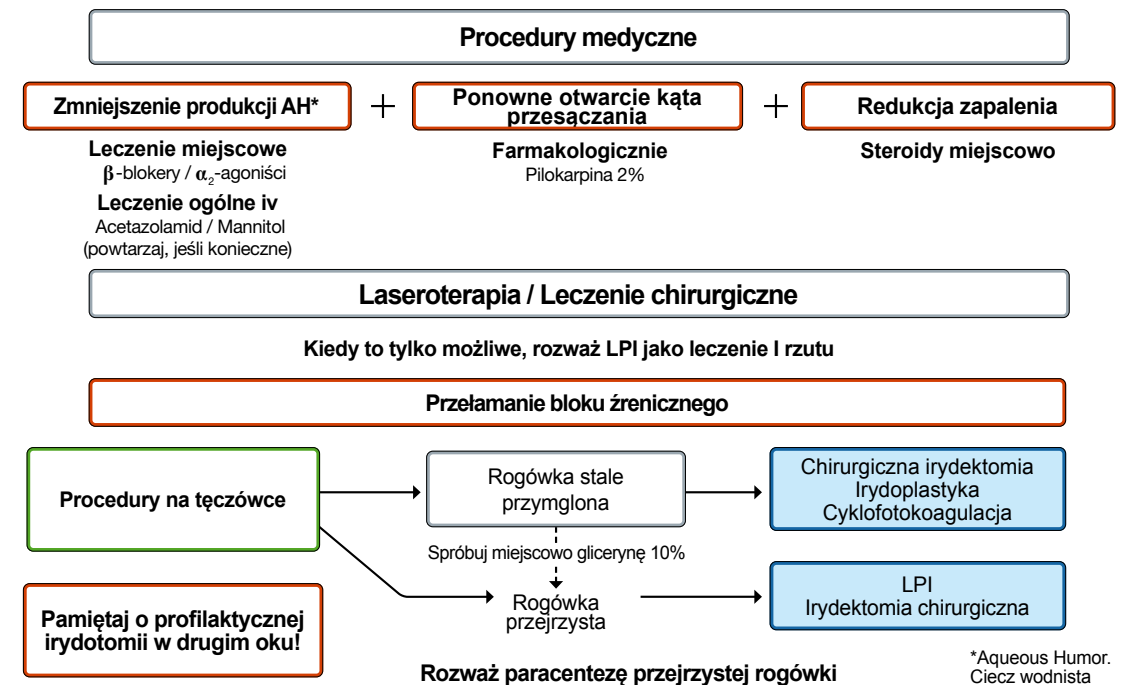 Procedury medyczne
Zmniejszenie produkcji AH*
+
Ponowne otwarcie kąta
przesączania
+
Redukcja zapalenia
Leczenie miejscowe
β-blokery / α₂-agoniści
Leczenie ogólne iv
Acetazolamid / Mannitol
(powtarzaj, jeśli konieczne)
Farmakologicznie
Pilokarpina 2%
Steroidy miejscowo
Laseroterapia / Leczenie chirurgiczne
Kiedy to tylko możliwe, rozważ LPI jako leczenie I rzutu
Przełamanie bloku źrenicznego
Procedury na tęczówce
Rogówka stale
przymglona
Chirurgiczna irydektomia
Irydoplastyka
Cyklofotokoagulacja
Spróbuj miejscowo glicerynę 10%
Rogówka
przejrzysta
LPI
Irydektomia chirurgiczna
Pamiętaj o profilaktycznej
irydotomii w drugim oku!
Rozważ paracentezę przejrzystej rogówki
*Aqueous Humor.
Ciecz wodnista